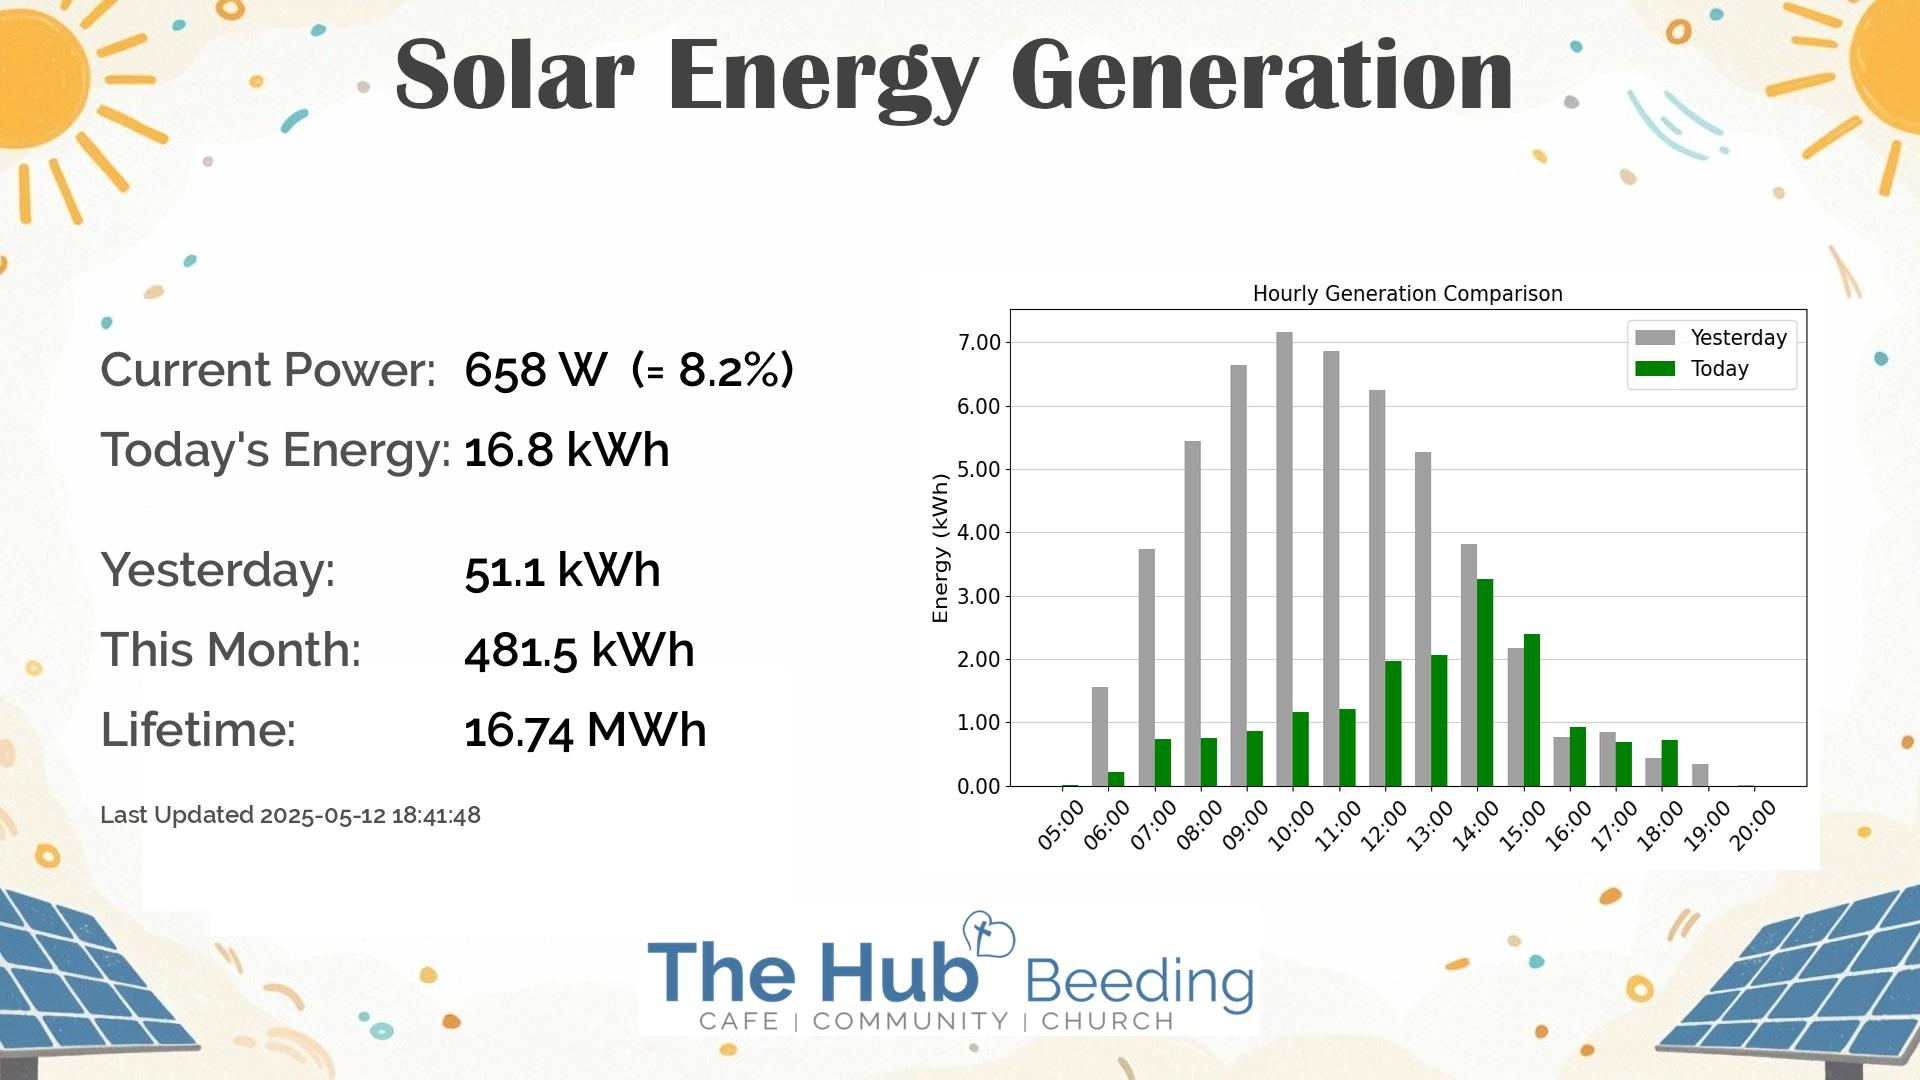 Solar Energy Generation
Current Power: 658 W (= 8.2%)
Today's Energy: 16.8 kWh
Yesterday: 51.1 kWh
This Month: 481.5 kWh
Lifetime: 16.74 MWh
Last Updated 2025-05-12 18:41:48
Hourly Generation Comparison
Yesterday
Today
Energy (kWh)
7.00
6.00
5.00
4.00
3.00
2.00
1.00
0.00
05:00 06:00 07:00 08:00 09:00 10:00 11:00 12:00 13:00 14:00 15:00 16:00 17:00 18:00 19:00 20:00
The Hub Beeding
CAFE | COMMUNITY | CHURCH